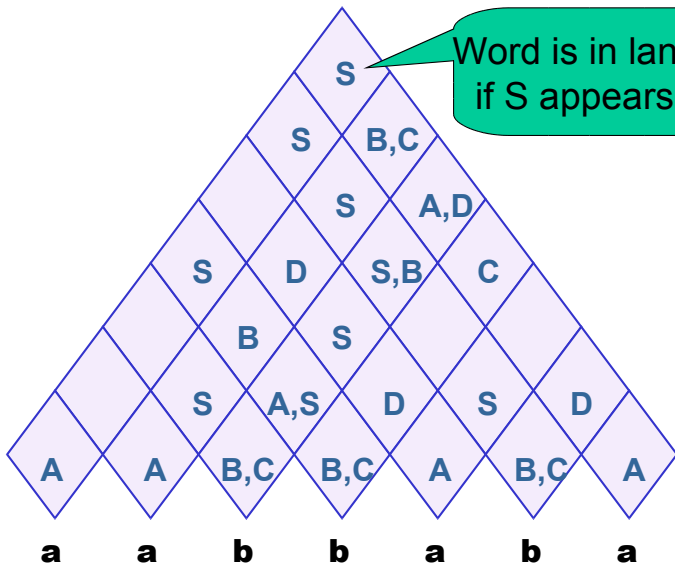 Word is in lan
if S appears
S
S B,C
S A,D
S D S,B C
B S
S A,S D S D
A A B,C B,C A B,C A
a a b b a b a